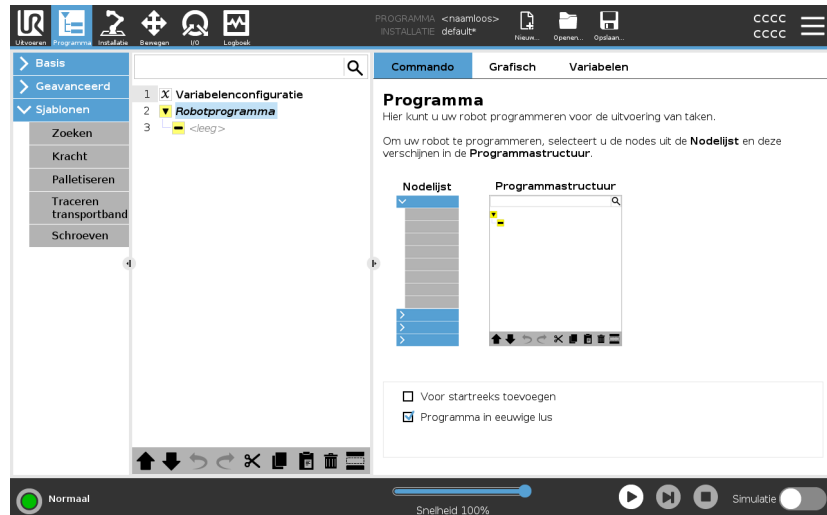 PROGRAMMA <naamloos>
INSTALLATIE default*
Uitvoeren Programma Installatie Bewegen I/O Logboek
Nieuw... Openen... Opslaan...
cccc
cccc
Basis
Geavanceerd
Sjablonen
Zoeken
Kracht
Palletiseren
Traceren
transportband
Schroeven
1 X Variabelenconfiguratie
2 Robotprogramma
3 <leeg>
Commando Grafisch Variabelen
Programma
Hier kunt u uw robot programmeren voor de uitvoering van taken.
Om uw robot te programmeren, selecteert u de nodes uit de Nodelijst en deze
verschijnen in de Programmastructuur.
Nodelijst Programmastructuur
Voor startreeks toevoegen
Programma in eeuwige lus
Normaal
Snelheid 100%
Simulatie